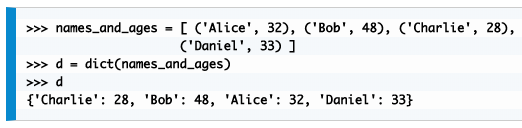 >>> names_and_ages = [ ('Alice', 32), ('Bob', 48), ('Charlie', 28),
                    ('Daniel', 33) ]
>>> d = dict(names_and_ages)
>>> d
{'Charlie': 28, 'Bob': 48, 'Alice': 32, 'Daniel': 33}